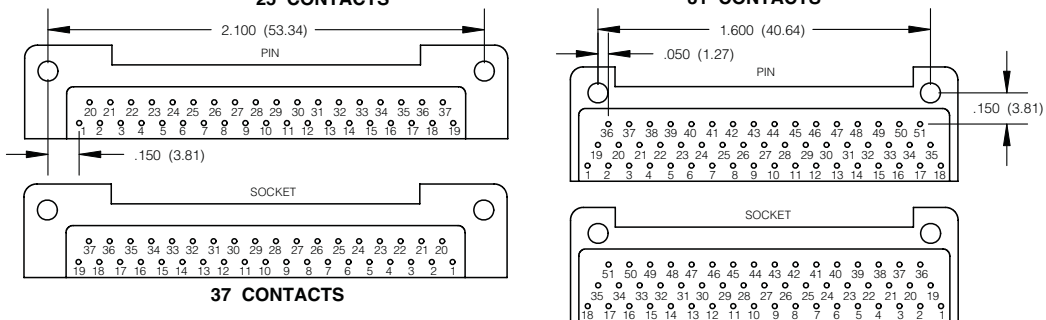 25 CONTACTS
2.100 (53.34)
PIN
20 21 22 23 24 25 26 27 28 29 30 31 32 33 34 35 36 37
1 2 3 4 5 6 7 8 9 10 11 12 13 14 15 16 17 18 19
.150 (3.81)
SOCKET
37 36 35 34 33 32 31 30 29 28 27 26 25 24 23 22 21 20
19 18 17 16 15 14 13 12 11 10 9 8 7 6 5 4 3 2 1
37 CONTACTS
1.600 (40.64)
.050 (1.27)
PIN
.150 (3.81)
36 37 38 39 40 41 42 43 44 45 46 47 48 49 50 51
19 20 21 22 23 24 25 26 27 28 29 30 31 32 33 34 35
1 2 3 4 5 6 7 8 9 10 11 12 13 14 15 16 17 18
SOCKET
51 50 49 48 47 46 45 44 43 42 41 40 39 38 37 36
35 34 33 32 31 30 29 28 27 26 25 24 23 22 21 20 19
18 17 16 15 14 13 12 11 10 9 8 7 6 5 4 3 2 1